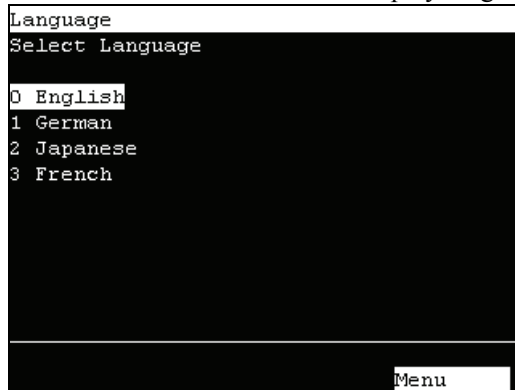 Language
Select Language
0 English
1 German
2 Japanese
3 French
Menu